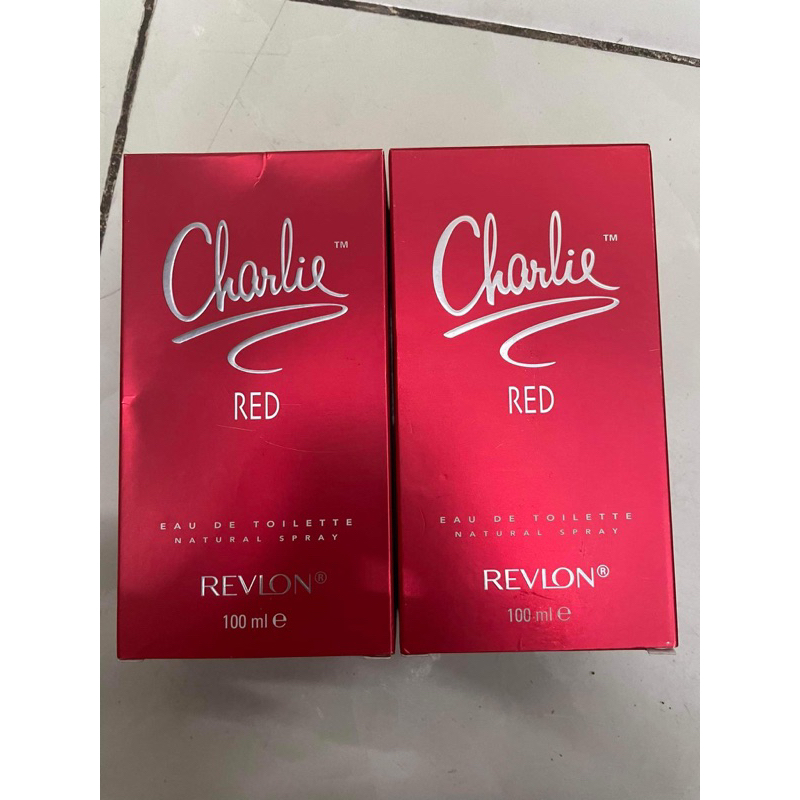 Charlie™
RED
EAU DE TOILETTE
NATURAL SPRAY
REVLON®
100 ml ℮
Charlie™
RED
EAU DE TOILETTE
NATURAL SPRAY
REVLON®
100 ml ℮